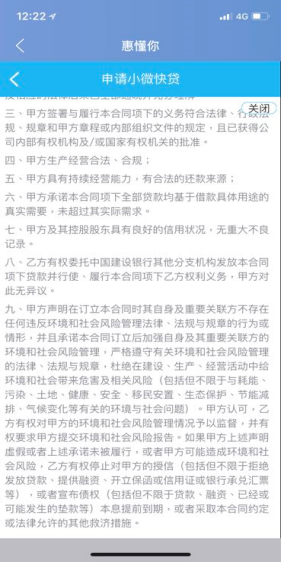 12:22
4G
惠懂你
申请小微快贷
关闭
三、甲方签署与履行本合同项下的义务符合法律、行政法
规、规章和甲方章程或内部组织文件的规定，且已获得公
司内部有权机构及/或国家有权机关的批准。
四、甲方生产经营合法、合规；
五、甲方具有持续经营能力，有合法的还款来源；
六、甲方承诺本合同项下全部贷款均基于借款具体用途的
真实需要，未超过其实际需求。
七、甲方及其控股股东具有良好的信用状况，无重大不良
记录。
八、乙方有权委托中国建设银行其他分支机构发放本合同
项下贷款并行使、履行本合同项下乙方权利义务，甲方对
此无异议。
九、甲方声明在订立本合同时其自身及重要关联方不存在
任何违反环境和社会风险管理法律、法规与规章的行为或
情形，并且承诺本合同订立后加强自身及其重要关联方的
环境和社会风险管理，严格遵守有关环境和社会风险管理
的法律、法规与规章，杜绝在建设、生产、经营活动中给
环境和社会带来危害及相关风险（包括但不限于与耗能、
污染、土地、健康、安全、移民安置、生态保护、节能减
排、气候变化等有关的环境与社会问题）。甲方认可，乙
方有权对甲方的环境和社会风险管理情况予以监督，并有
权要求甲方提交环境和社会风险报告。如果甲方上述声明
虚假或者上述承诺未被履行，或者甲方可能造成环境和社
会风险，乙方有权停止对甲方的授信（包括但不限于拒绝
发放贷款、提供融资、开立保函或信用证或银行承兑汇票
等），或者宣布债权（包括但不限于贷款、融资、已经或
可能发生的垫款等）本息提前到期，或者采取本合同约定
或法律允许的其他救济措施。